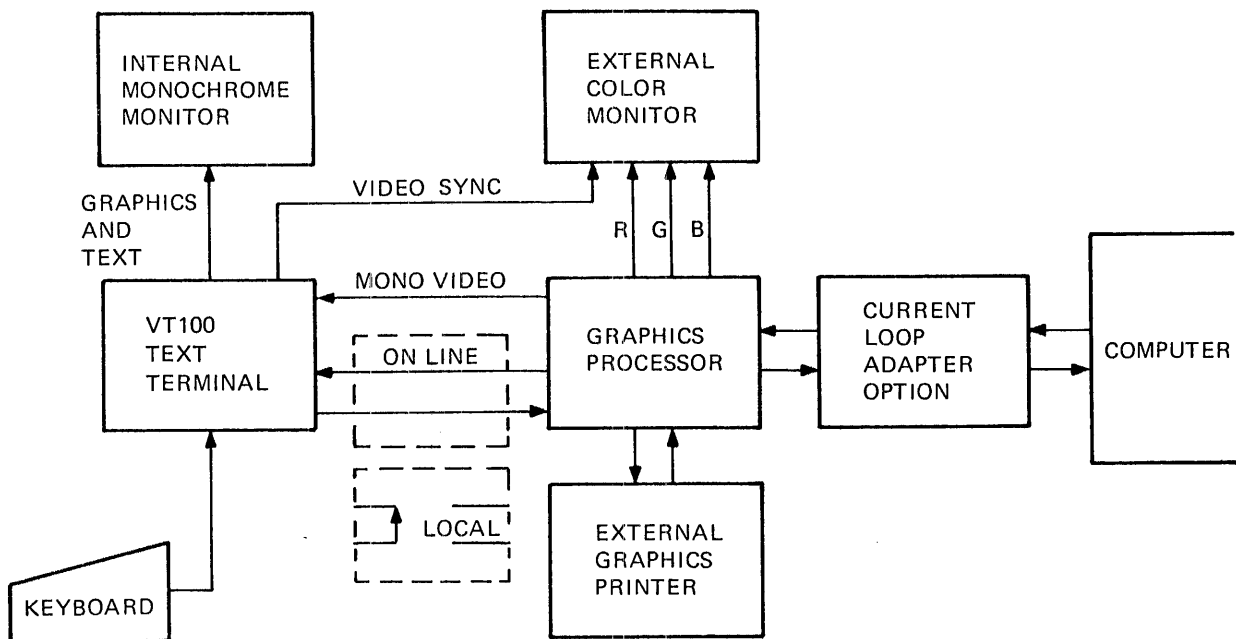 INTERNAL
MONOCHROME
MONITOR
EXTERNAL
COLOR
MONITOR
GRAPHICS
AND
TEXT
VIDEO SYNC
R
G
B
MONO VIDEO
VT100
TEXT
TERMINAL
ON LINE
GRAPHICS
PROCESSOR
CURRENT
LOOP
ADAPTER
OPTION
COMPUTER
LOCAL
EXTERNAL
GRAPHICS
PRINTER
KEYBOARD